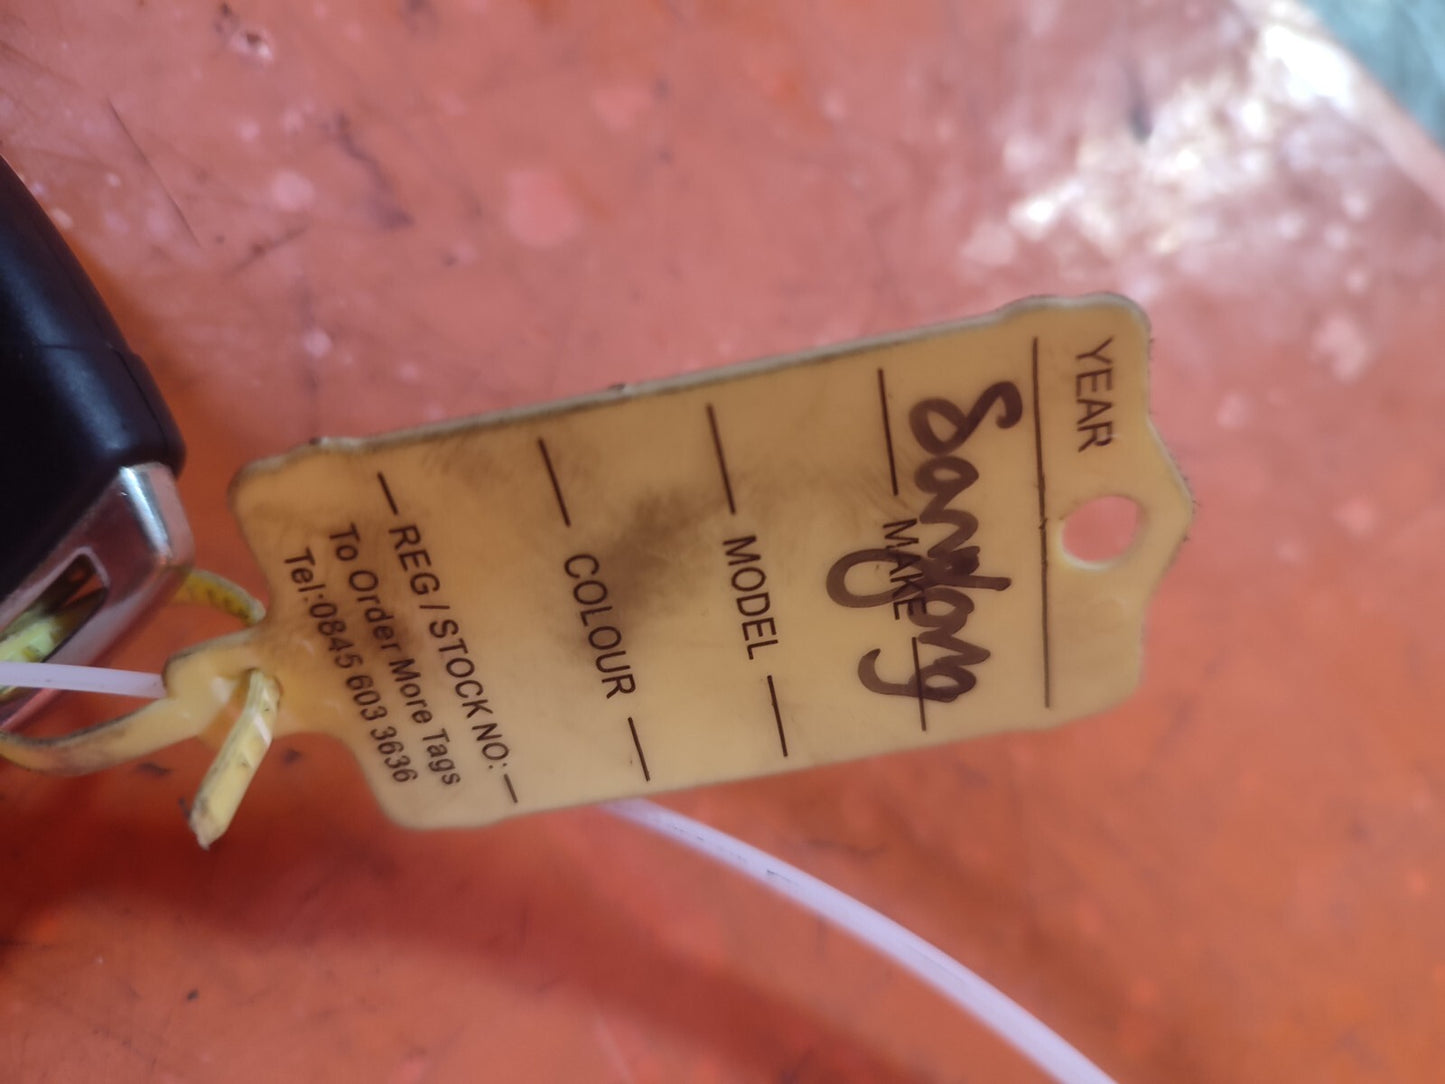 YEAR
SanYong
MAKE
MODEL
COLOUR
REG / STOCK NO:
To Order More Tags
Tel:0845 603 3636